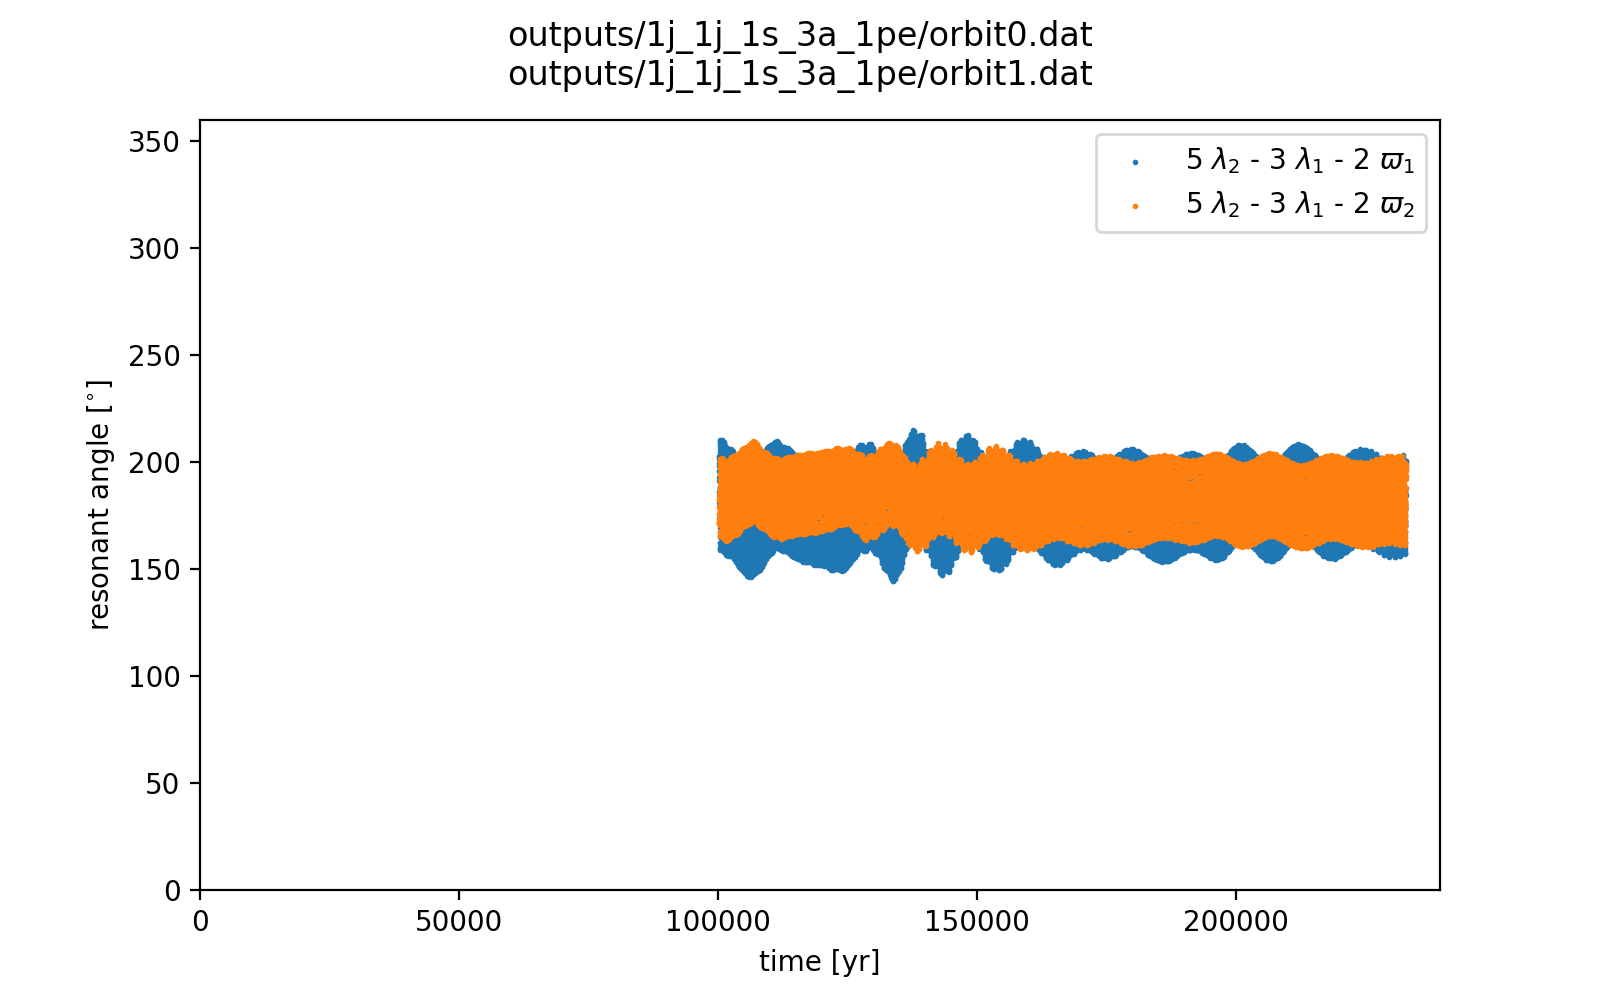 outputs/1j_1j_1s_3a_1pe/orbit0.dat
outputs/1j_1j_1s_3a_1pe/orbit1.dat
5 λ₂ - 3 λ₁ - 2 ϖ₁
5 λ₂ - 3 λ₁ - 2 ϖ₂
350
300
250
200
150
100
50
0
resonant angle [°]
0 50000 100000 150000 200000
time [yr]